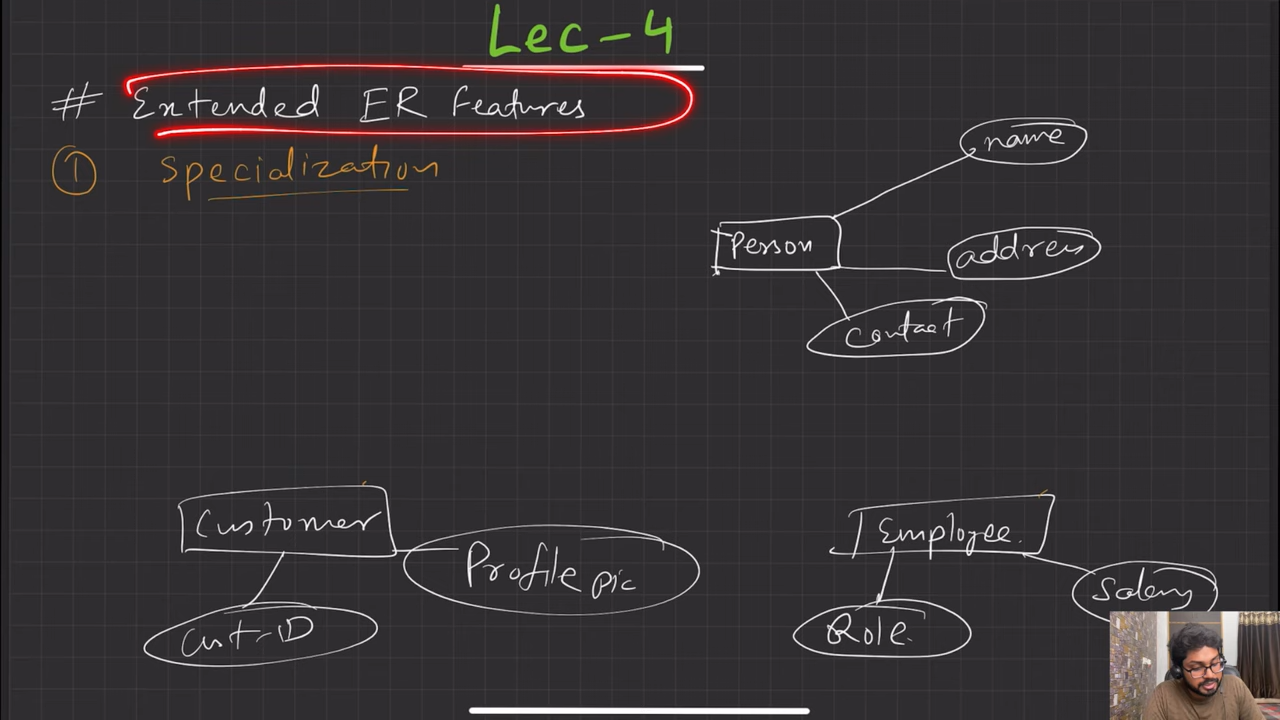 Lec-4
# Extended ER Features
① Specialization
name
Person
address
contact
Customer
Employee.
Profile pic
Salary
Cust-ID
Role.